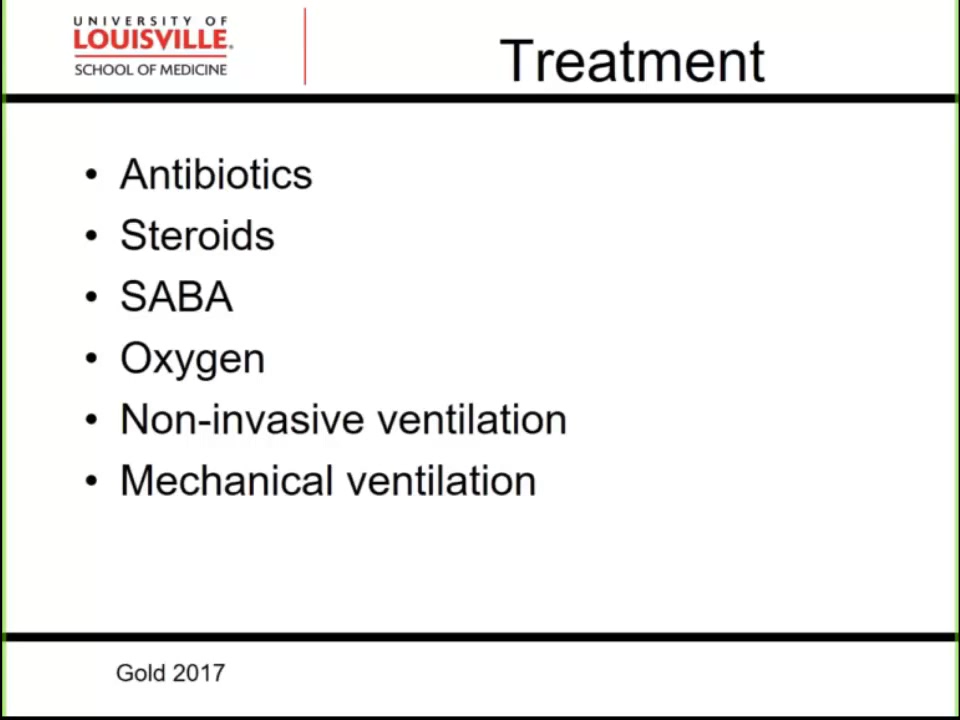 UNIVERSITY OF
LOUISVILLE.
SCHOOL OF MEDICINE
Treatment
• Antibiotics
• Steroids
• SABA
• Oxygen
• Non-invasive ventilation
• Mechanical ventilation
Gold 2017